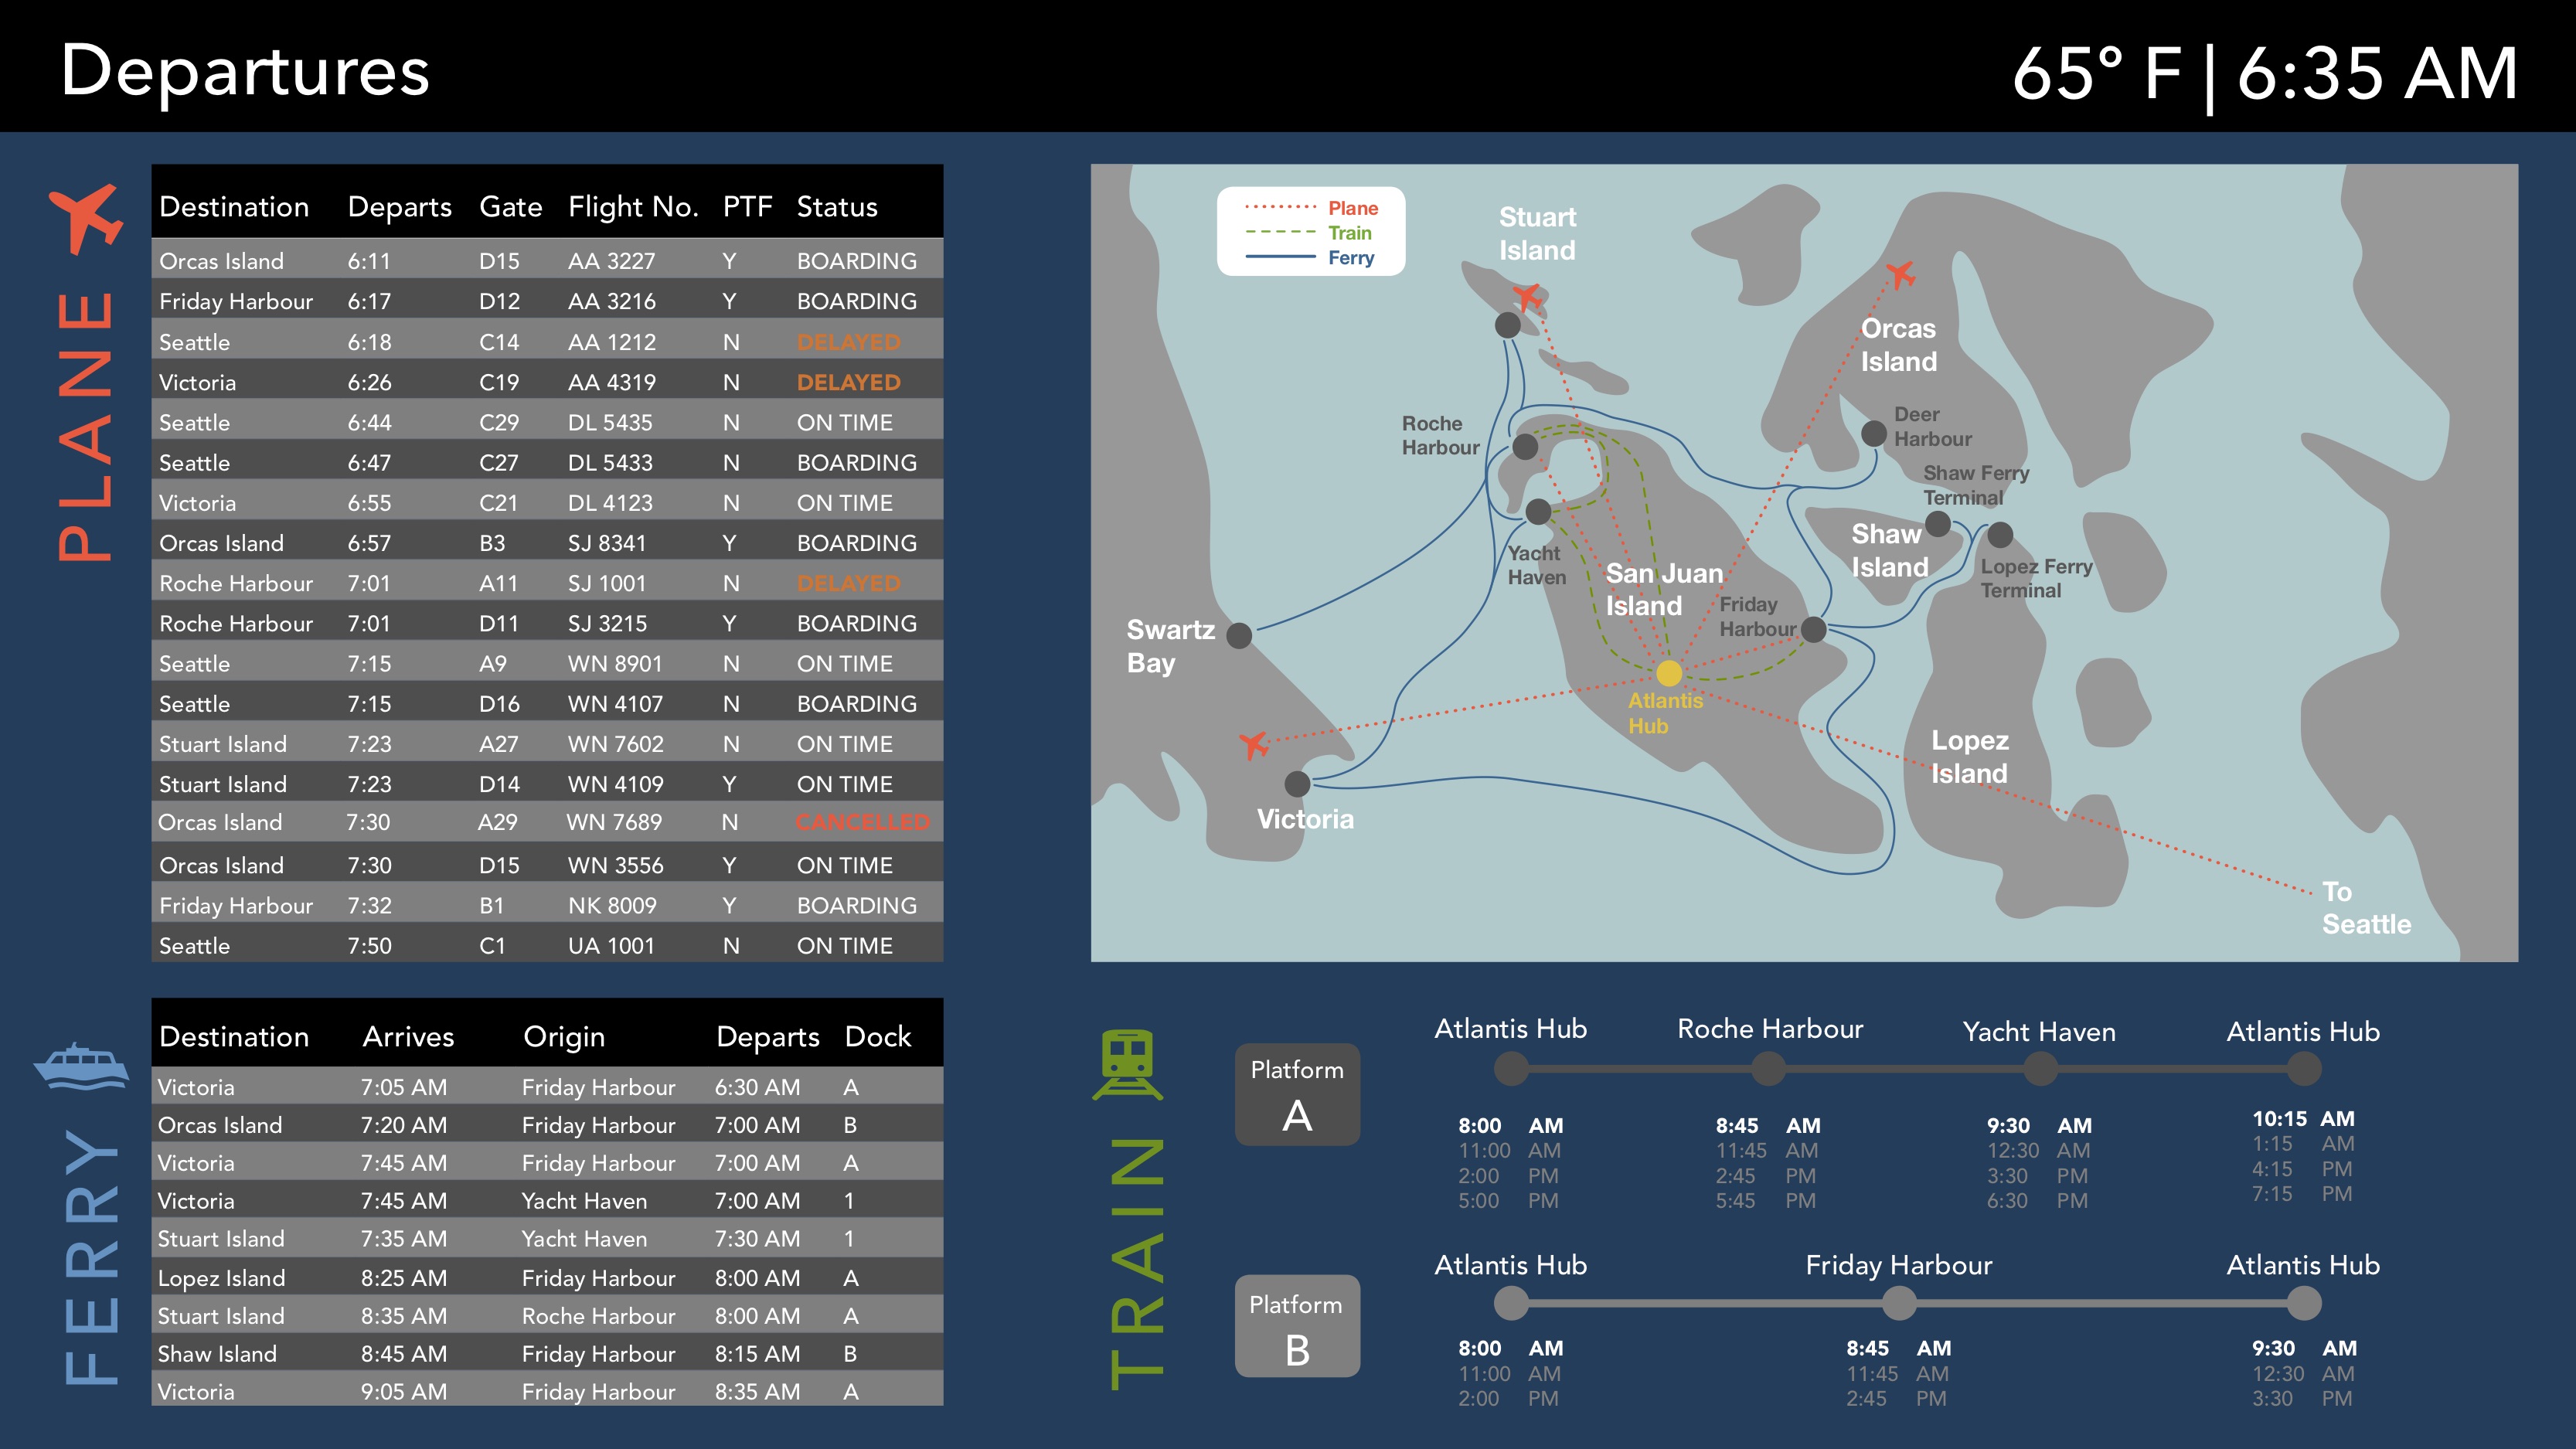 Departures
65° F | 6:35 AM
PLANE
Destination Departs Gate Flight No. PTF Status
Orcas Island 6:11 D15 AA 3227 Y BOARDING
Friday Harbour 6:17 D12 AA 3216 Y BOARDING
Seattle 6:18 C14 AA 1212 N DELAYED
Victoria 6:26 C19 AA 4319 N DELAYED
Seattle 6:44 C29 DL 5435 N ON TIME
Seattle 6:47 C27 DL 5433 N BOARDING
Victoria 6:55 C21 DL 4123 N ON TIME
Orcas Island 6:57 B3 SJ 8341 Y BOARDING
Roche Harbour 7:01 A11 SJ 1001 N DELAYED
Roche Harbour 7:01 D11 SJ 3215 Y BOARDING
Seattle 7:15 A9 WN 8901 N ON TIME
Seattle 7:15 D16 WN 4107 N BOARDING
Stuart Island 7:23 A27 WN 7602 N ON TIME
Stuart Island 7:23 D14 WN 4109 Y ON TIME
Orcas Island 7:30 A29 WN 7689 N CANCELLED
Orcas Island 7:30 D15 WN 3556 Y ON TIME
Friday Harbour 7:32 B1 NK 8009 Y BOARDING
Seattle 7:50 C1 UA 1001 N ON TIME
Plane
Train
Ferry
Stuart
Island
Orcas
Island
Roche
Harbour
Deer
Harbour
Shaw Ferry
Terminal
Shaw
Island
Yacht
Haven
Lopez Ferry
Terminal
San Juan
Island
Friday
Harbour
Swartz
Bay
Atlantis
Hub
Lopez
Island
Victoria
To
Seattle
FERRY
Destination Arrives Origin Departs Dock
Victoria 7:05 AM Friday Harbour 6:30 AM A
Orcas Island 7:20 AM Friday Harbour 7:00 AM B
Victoria 7:45 AM Friday Harbour 7:00 AM A
Victoria 7:45 AM Yacht Haven 7:00 AM 1
Stuart Island 7:35 AM Yacht Haven 7:30 AM 1
Lopez Island 8:25 AM Friday Harbour 8:00 AM A
Stuart Island 8:35 AM Roche Harbour 8:00 AM A
Shaw Island 8:45 AM Friday Harbour 8:15 AM B
Victoria 9:05 AM Friday Harbour 8:35 AM A
TRAIN
Platform
A
Atlantis Hub Roche Harbour Yacht Haven Atlantis Hub
8:00 AM 8:45 AM 9:30 AM 10:15 AM
11:00 AM 11:45 AM 12:30 AM 1:15 AM
2:00 PM 2:45 PM 3:30 PM 4:15 PM
5:00 PM 5:45 PM 6:30 PM 7:15 PM
Platform
B
Atlantis Hub Friday Harbour Atlantis Hub
8:00 AM 8:45 AM 9:30 AM
11:00 AM 11:45 AM 12:30 AM
2:00 PM 2:45 PM 3:30 PM